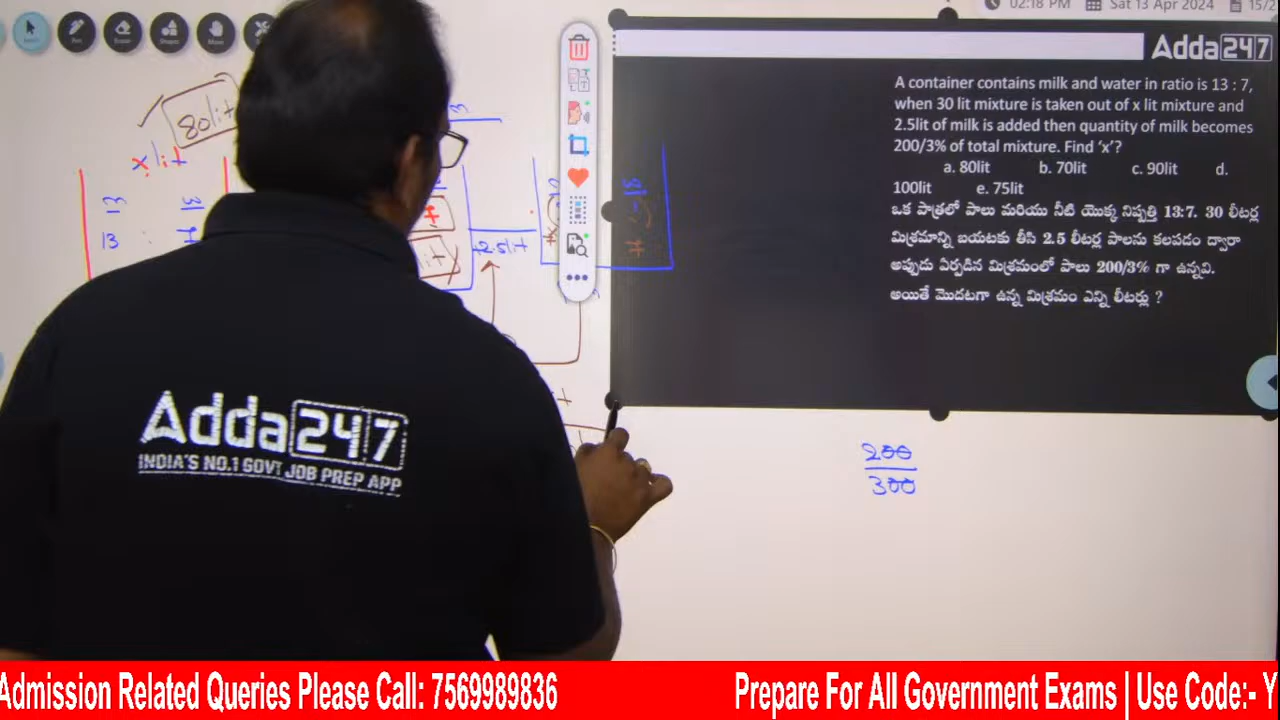 02:18 PM Sat 13 Apr 2024 15/2
Adda247
A container contains milk and water in ratio is 13 : 7,
when 30 lit mixture is taken out of x lit mixture and
2.5lit of milk is added then quantity of milk becomes
200/3% of total mixture. Find ‘x’?
a. 80lit b. 70lit c. 90lit d.
100lit e. 75lit
ఒక పాత్రలో పాలు మరియు నీటి యొక్క నిష్పత్తి 13:7. 30 లీటర్ల
మిశ్రమాన్ని బయటకు తీసి 2.5 లీటర్ల పాలను కలపడం ద్వారా
అప్పుడు ఏర్పడిన మిశ్రమంలో పాలు 200/3% గా ఉన్నవి.
అయితే మొదటగా ఉన్న మిశ్రమం ఎన్ని లీటర్లు ?
80lit
x lit
13 : 7
+2.5lit
200
300
Adda247
INDIA'S NO.1 GOVT JOB PREP APP
Admission Related Queries Please Call: 7569989836 Prepare For All Government Exams | Use Code:- Y